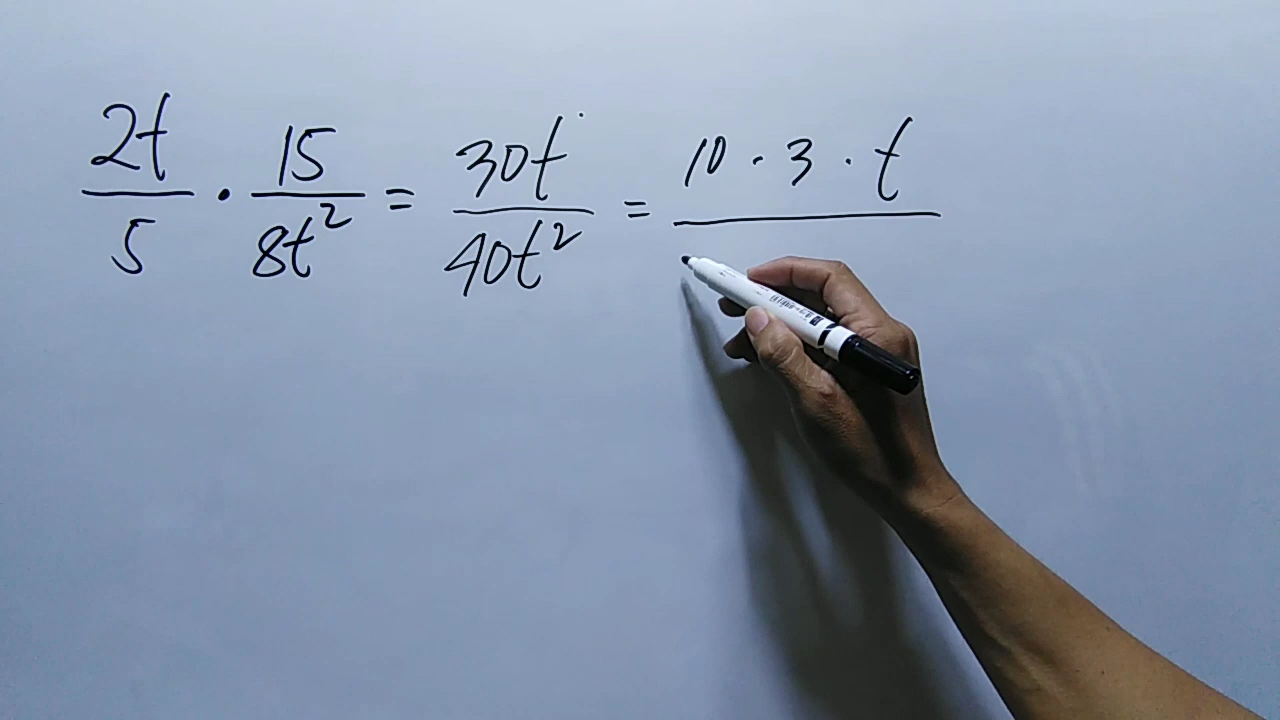 2t/5 · 15/8t² = 30t/40t² = 10 · 3 · t/